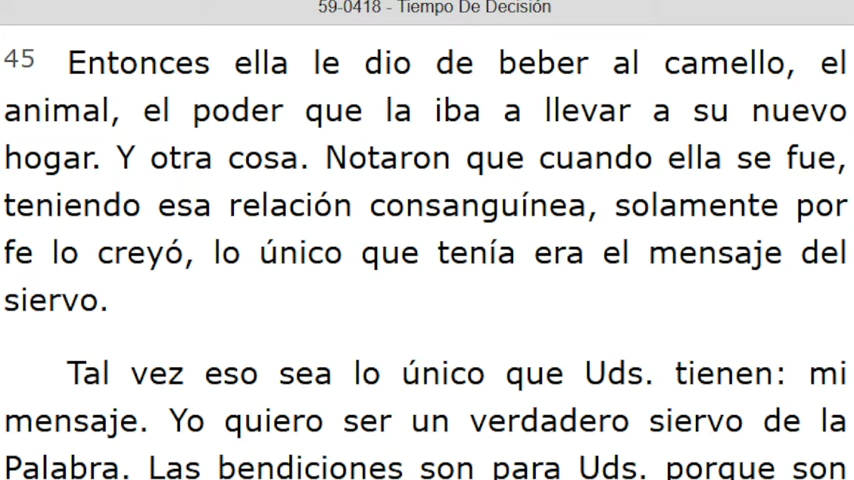 59-0418 - Tiempo De Decisión
45 Entonces ella le dio de beber al camello, el
animal, el poder que la iba a llevar a su nuevo
hogar. Y otra cosa. Notaron que cuando ella se fue,
teniendo esa relación consanguínea, solamente por
fe lo creyó, lo único que tenía era el mensaje del
siervo.
Tal vez eso sea lo único que Uds. tienen: mi
mensaje. Yo quiero ser un verdadero siervo de la
Palabra. Las bendiciones son para Uds. porque son